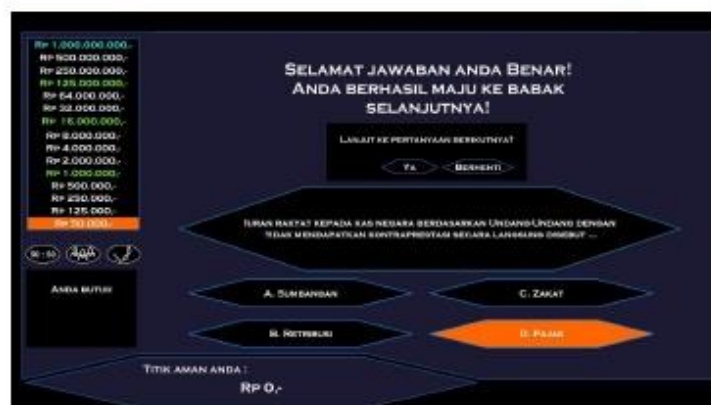 Rp 1.000.000.000,-
Rp 500.000.000,-
Rp 250.000.000,-
Rp 125.000.000,-
Rp 64.000.000,-
Rp 32.000.000,-
Rp 16.000.000,-
Rp 8.000.000,-
Rp 4.000.000,-
Rp 2.000.000,-
Rp 1.000.000,-
Rp 500.000,-
Rp 250.000,-
Rp 125.000,-
Rp 50.000,-
50 : 50
Anda butuh
Selamat jawaban anda Benar!
Anda berhasil maju ke babak
selanjutnya!
Lanjut ke pertanyaan berikutnya?
Ya
Berhenti
Iuran rakyat kepada kas negara berdasarkan Undang-Undang dengan
tidak mendapatkan kontraprestasi secara langsung disebut ...
A. Sumbangan
C. Zakat
B. Retribusi
D. Pajak
Titik aman anda :
Rp 0,-